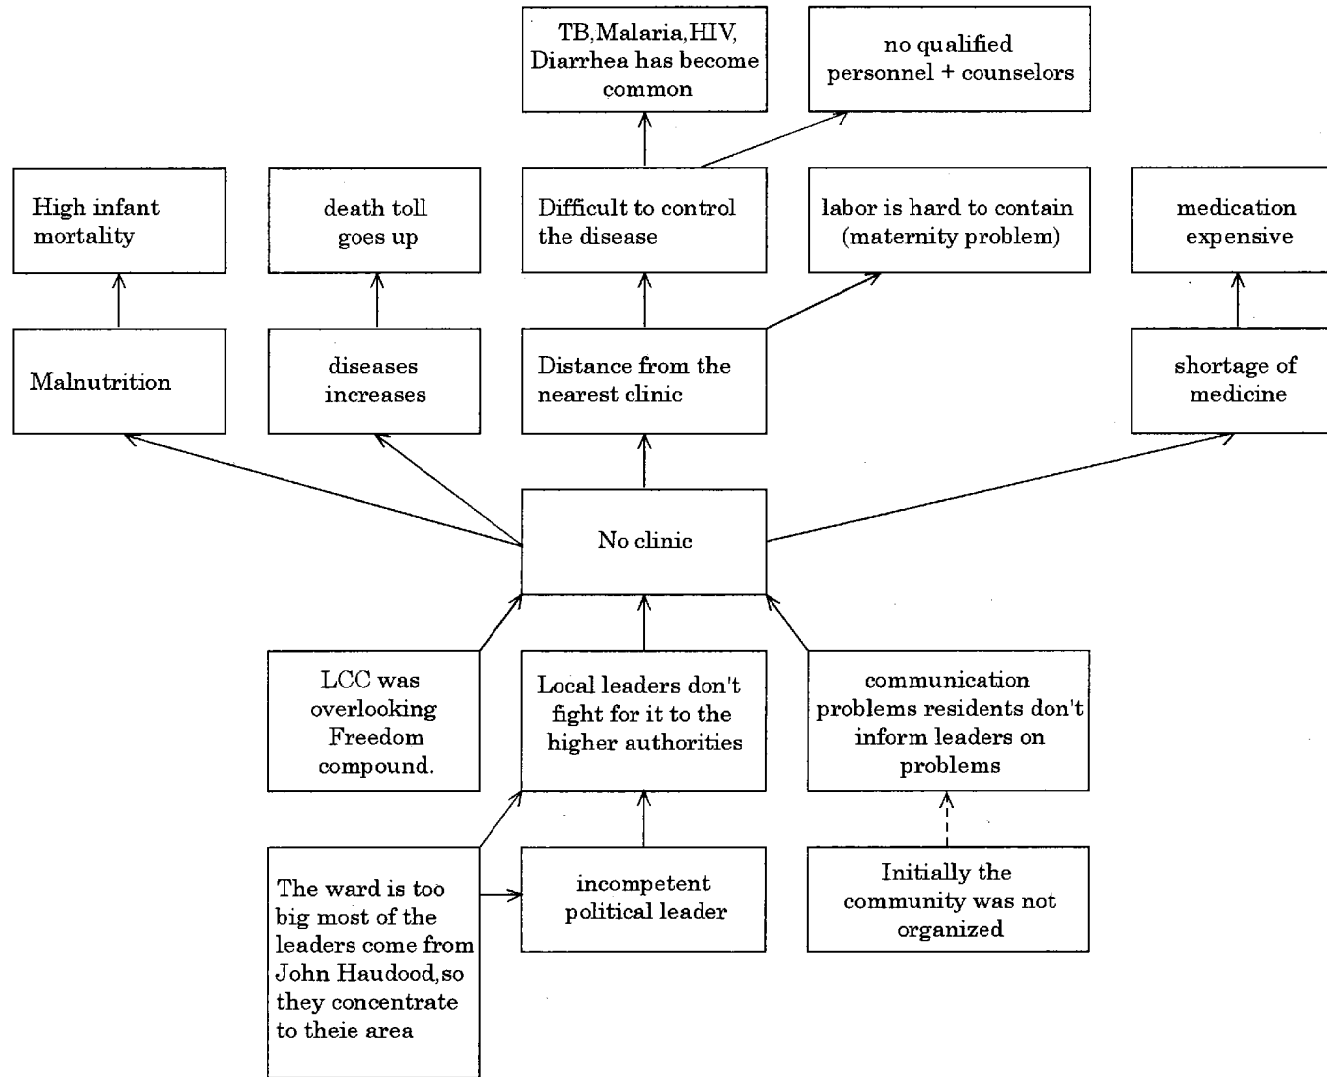 TB,Malaria,HIV,
Diarrhea has become
common
no qualified
personnel + counselors
High infant
mortality
death toll
goes up
Difficult to control
the disease
labor is hard to contain
(maternity problem)
medication
expensive
Malnutrition
diseases
increases
Distance from the
nearest clinic
shortage of
medicine
No clinic
LCC was
overlooking
Freedom
compound.
Local leaders don't
fight for it to the
higher authorities
communication
problems residents don't
inform leaders on
problems
The ward is too
big most of the
leaders come from
John Haudood,so
they concentrate
to theie area
incompetent
political leader
Initially the
community was not
organized